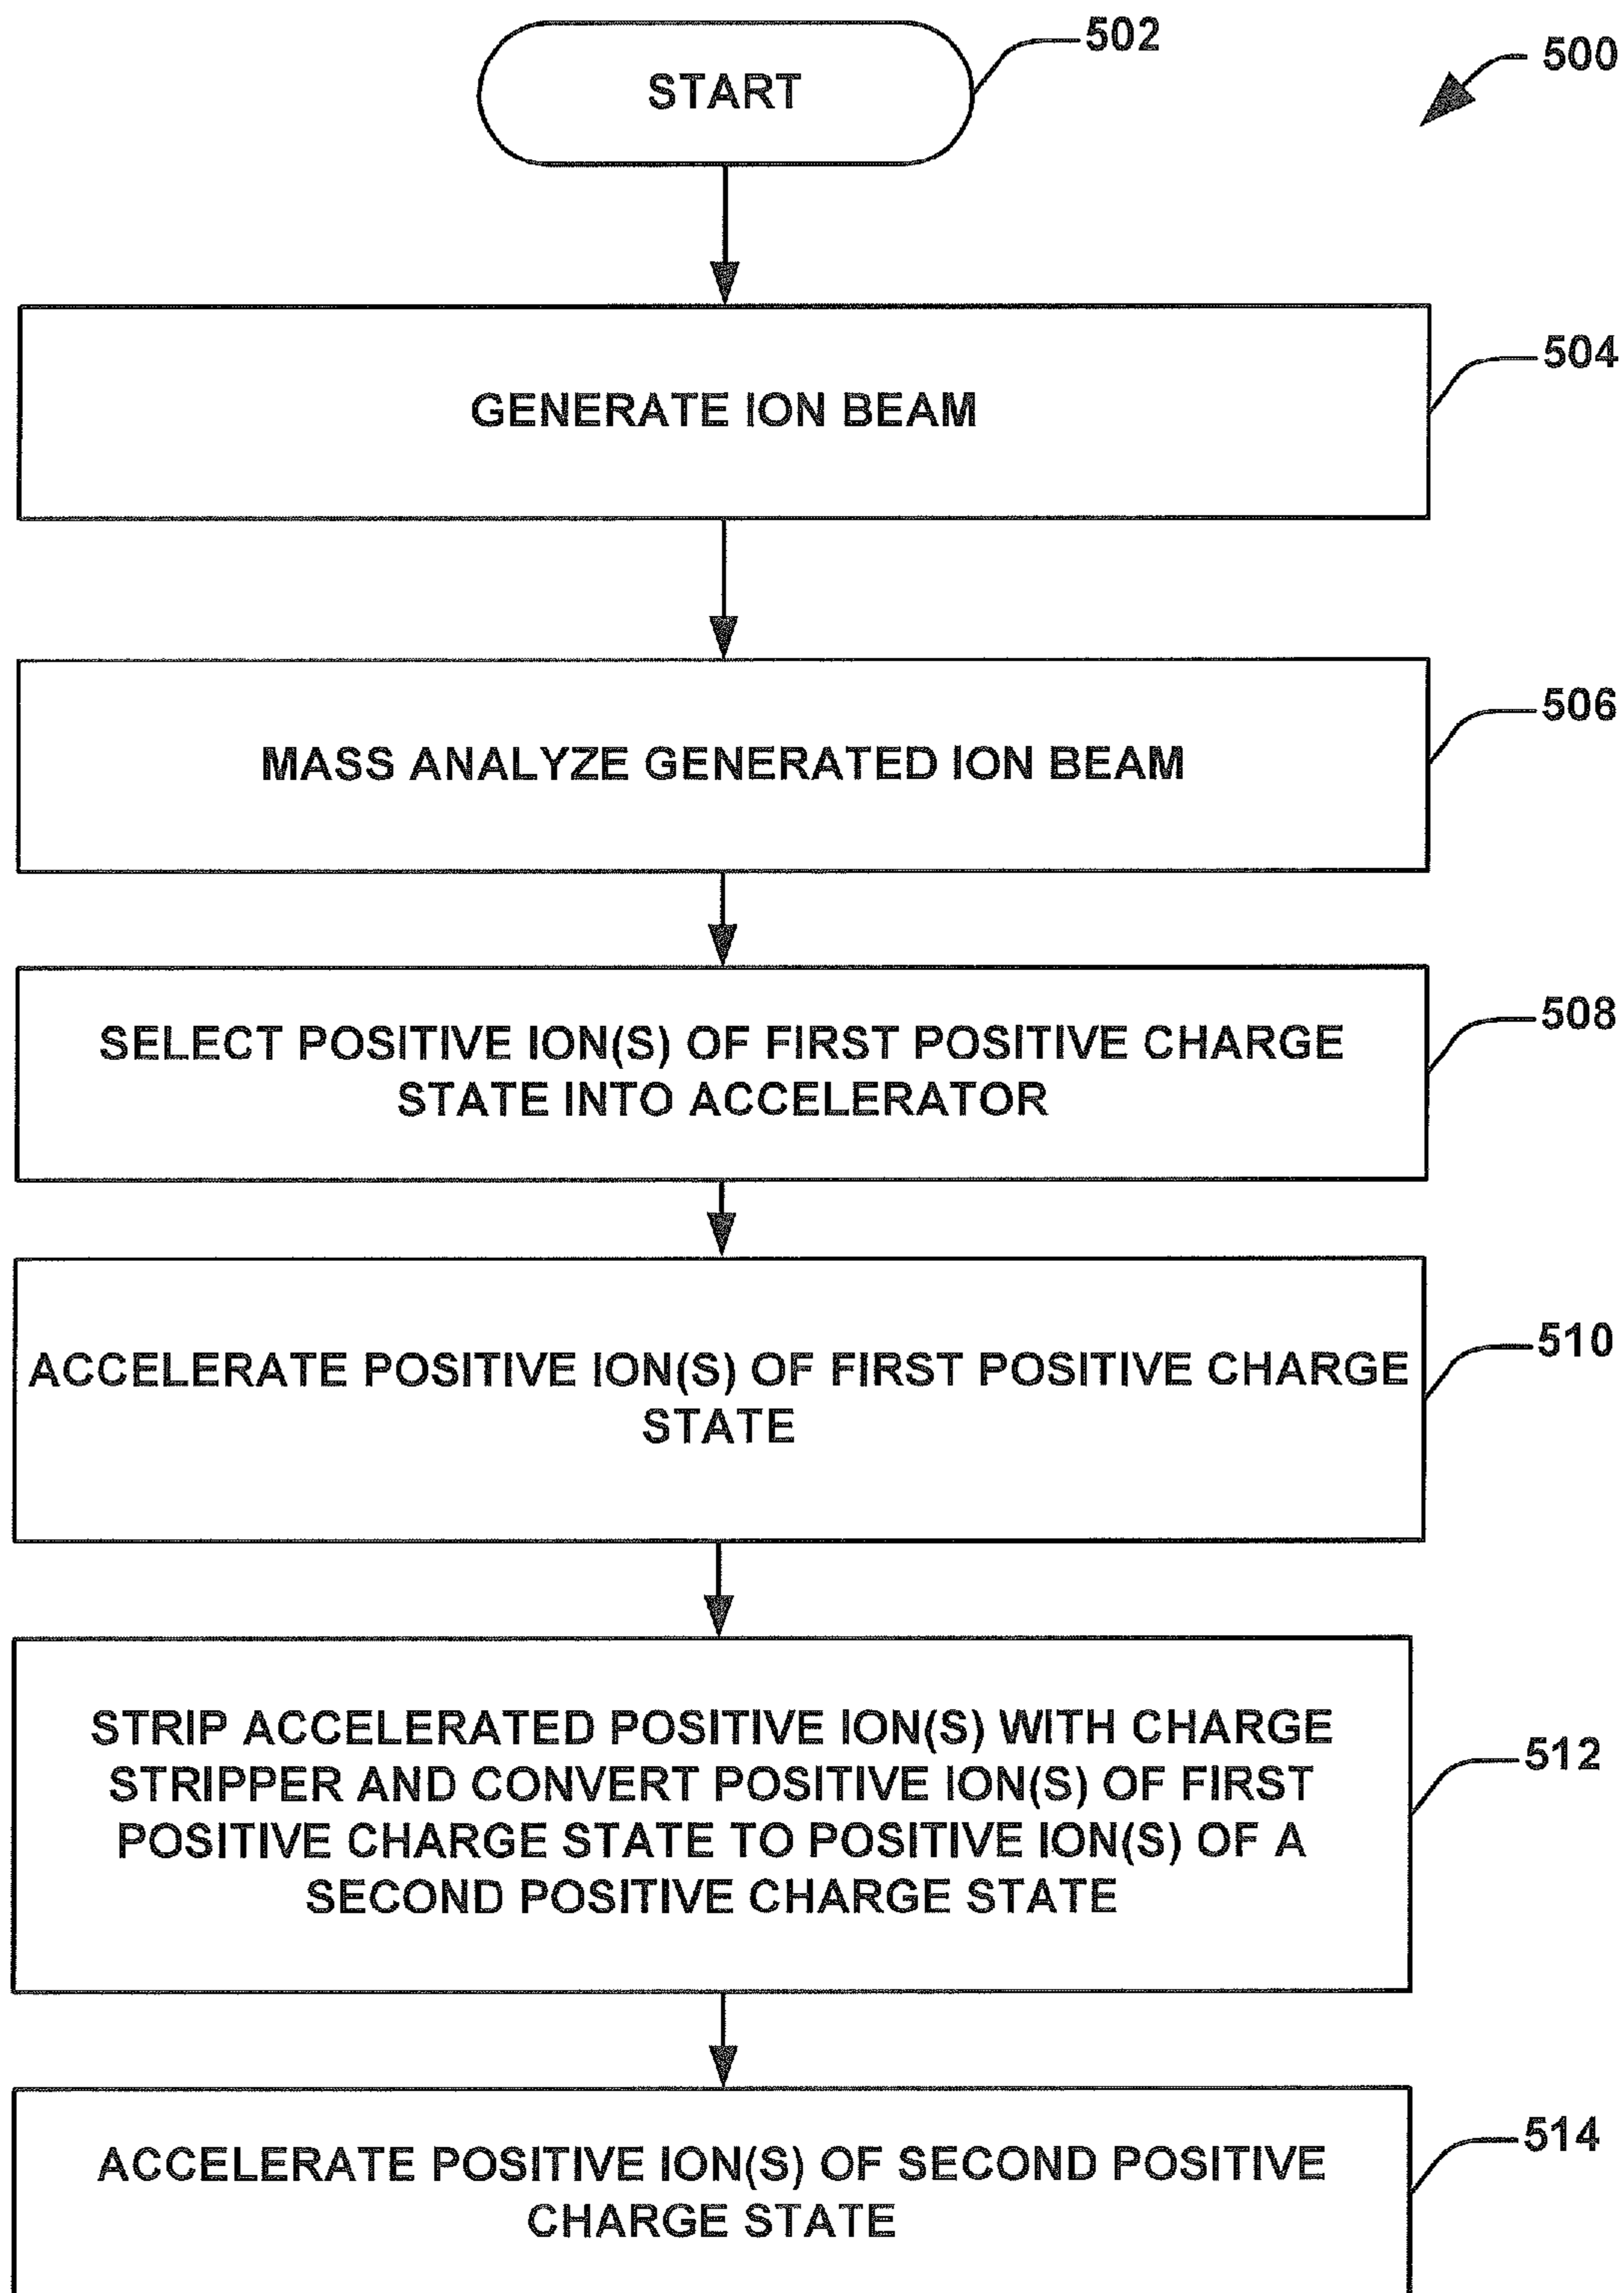 START
502
500
GENERATE ION BEAM
504
MASS ANALYZE GENERATED ION BEAM
506
SELECT POSITIVE ION(S) OF FIRST POSITIVE CHARGE
STATE INTO ACCELERATOR
508
ACCELERATE POSITIVE ION(S) OF FIRST POSITIVE CHARGE
STATE
510
STRIP ACCELERATED POSITIVE ION(S) WITH CHARGE
STRIPPER AND CONVERT POSITIVE ION(S) OF FIRST
POSITIVE CHARGE STATE TO POSITIVE ION(S) OF A
SECOND POSITIVE CHARGE STATE
512
ACCELERATE POSITIVE ION(S) OF SECOND POSITIVE
CHARGE STATE
514